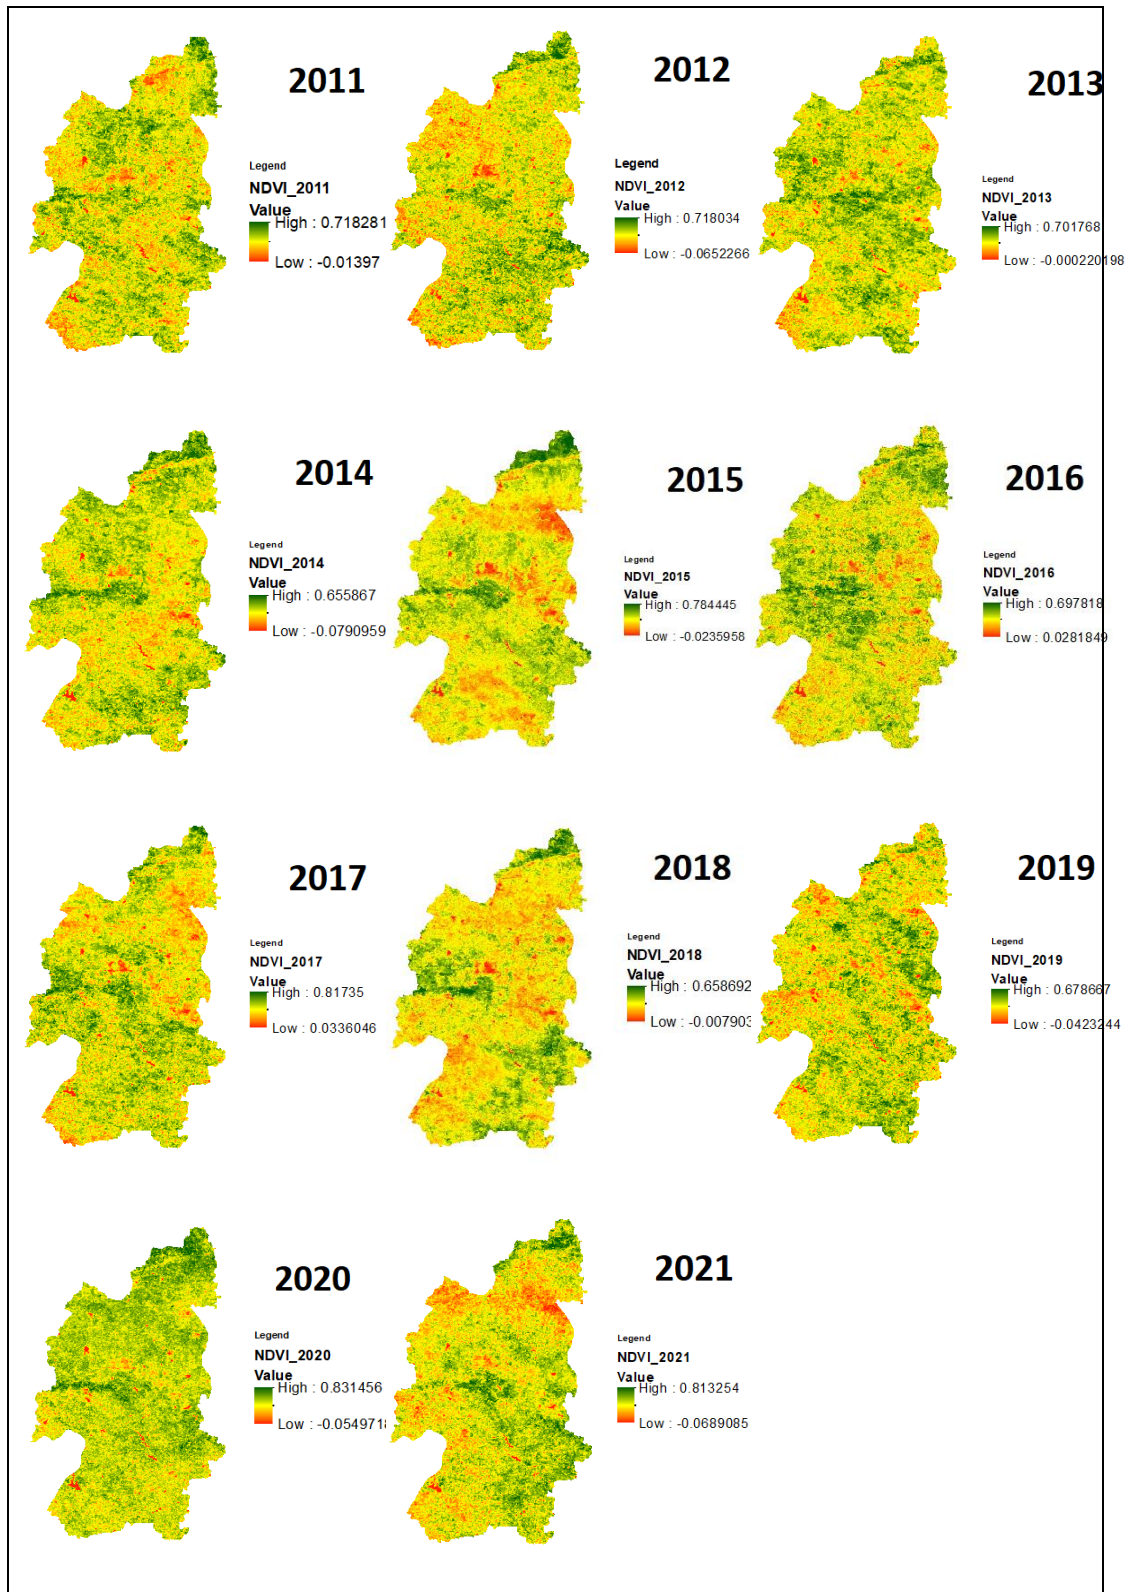 2011
Legend
NDVI_2011
Value
High : 0.718281
Low : -0.01397
2012
Legend
NDVI_2012
Value
High : 0.718034
Low : -0.0652266
2013
Legend
NDVI_2013
Value
High : 0.701768
Low : -0.000220198
2014
Legend
NDVI_2014
Value
High : 0.655867
Low : -0.0790959
2015
Legend
NDVI_2015
Value
High : 0.784445
Low : -0.0235958
2016
Legend
NDVI_2016
Value
High : 0.697818
Low : 0.0281849
2017
Legend
NDVI_2017
Value
High : 0.81735
Low : 0.0336046
2018
Legend
NDVI_2018
Value
High : 0.658692
Low : -0.007903
2019
Legend
NDVI_2019
Value
High : 0.678667
Low : -0.0423244
2020
Legend
NDVI_2020
Value
High : 0.831456
Low : -0.054971
2021
Legend
NDVI_2021
Value
High : 0.813254
Low : -0.0689085